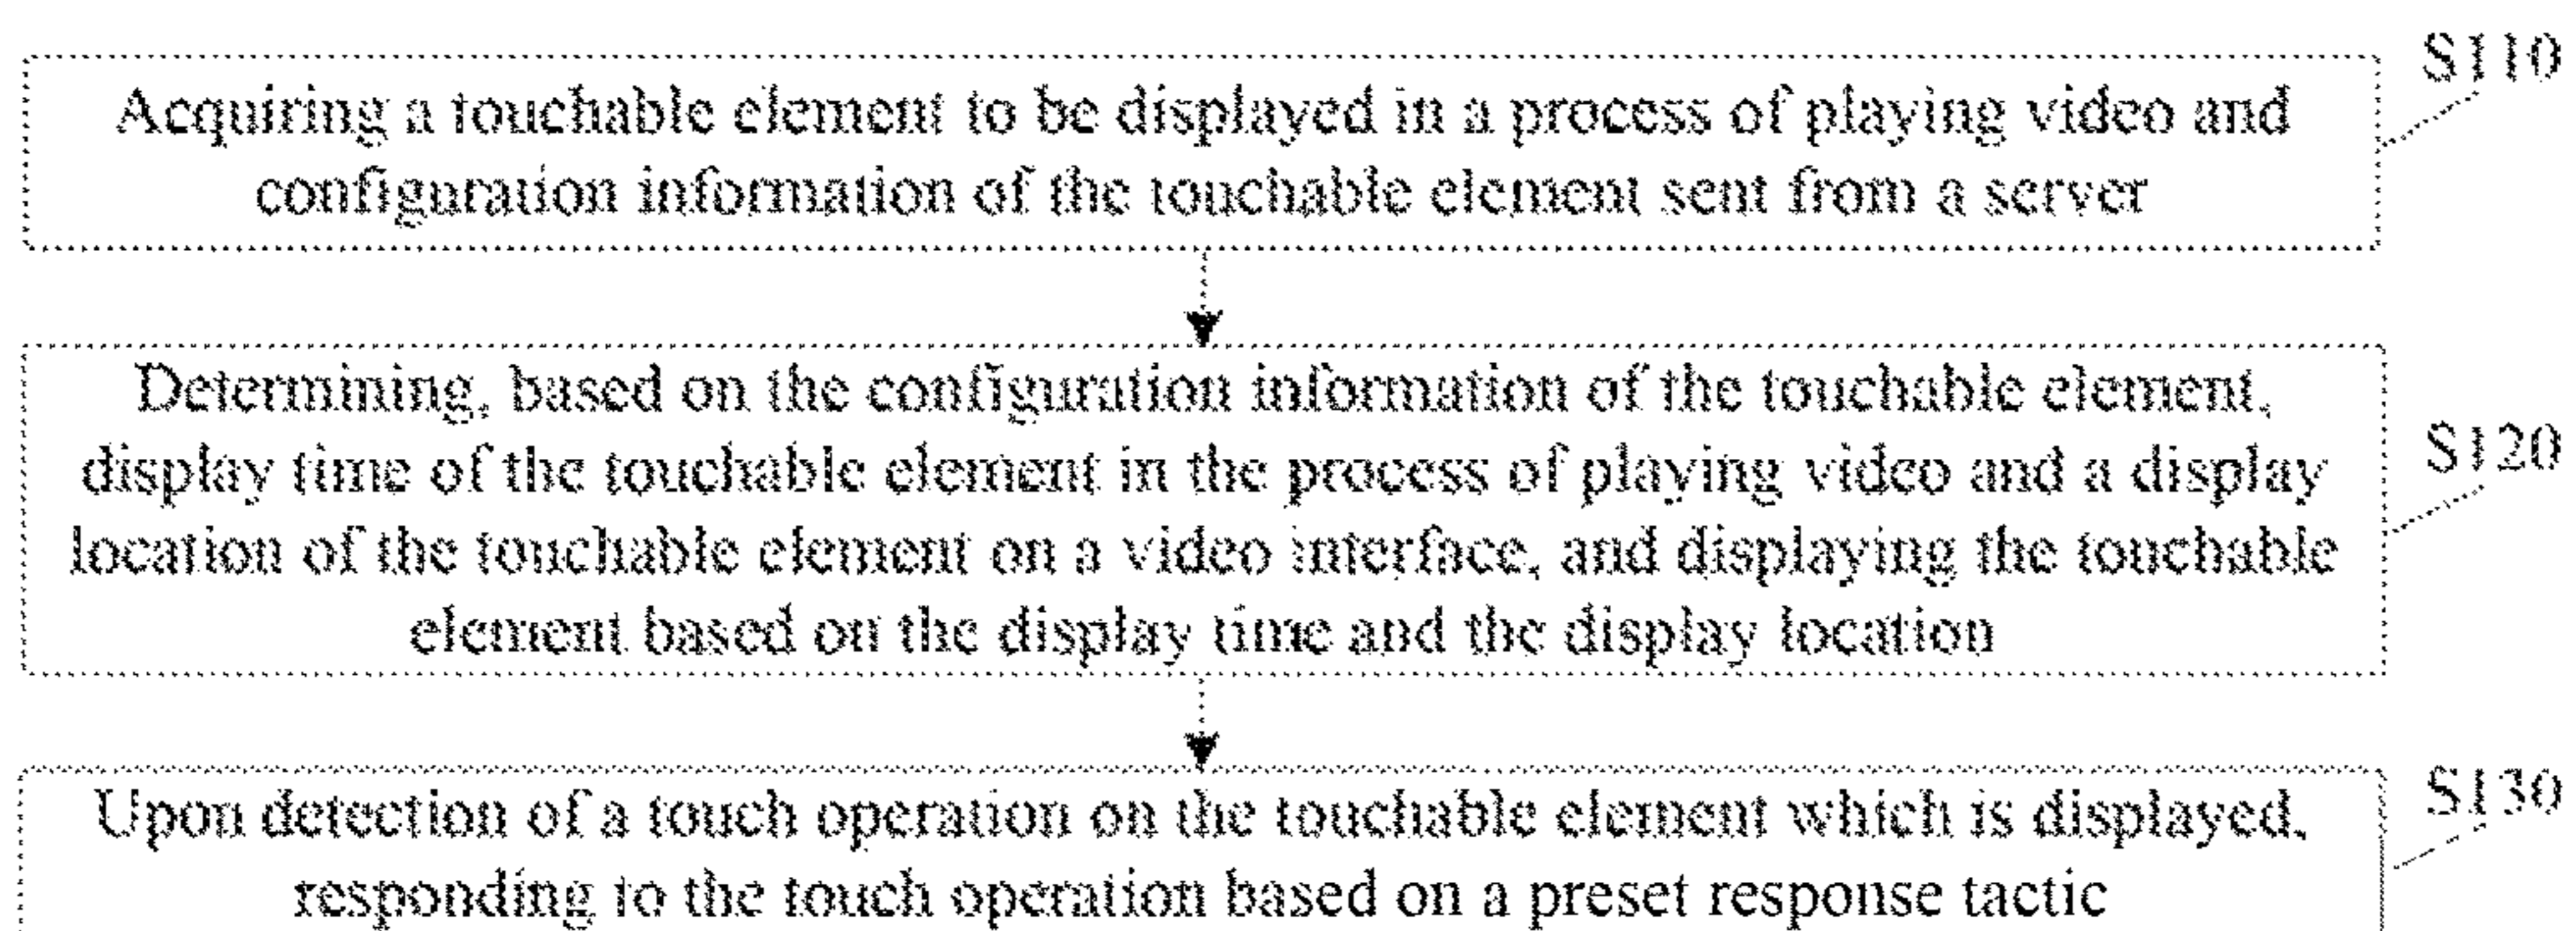 S110
Acquiring a touchable element to be displayed in a process of playing video and
configuration information of the touchable element sent from a server
Determining, based on the configuration information of the touchable element,
display time of the touchable element in the process of playing video and a display
S120
location of the touchable element on a video interface, and displaying the touchable
element based on the display time and the display location
S130
Upon detection of a touch operation on the touchable element which is displayed,
responding to the touch operation based on a preset response tactic